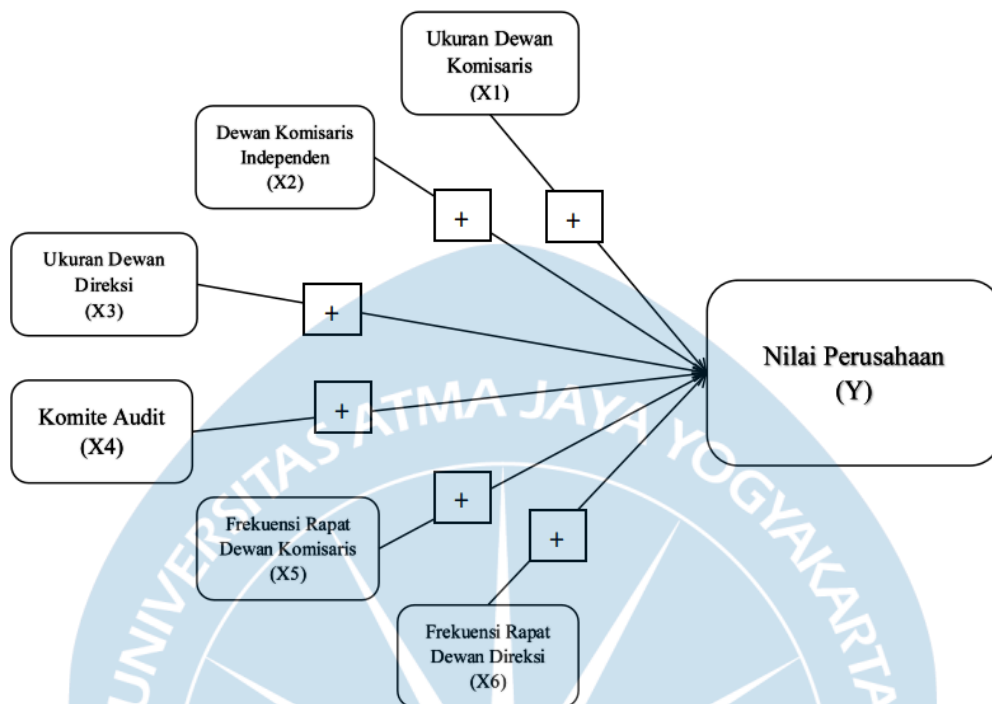 Ukuran Dewan
Komisaris
(X1)
Dewan Komisaris
Independen
(X2)
+
+
Ukuran Dewan
Direksi
(X3)
+
Nilai Perusahaan
(Y)
Komite Audit
(X4)
+
Frekuensi Rapat
Dewan Komisaris
(X5)
+
+
Frekuensi Rapat
Dewan Direksi
(X6)
UNIVERSITAS ATMA JAYA YOGYAKARTA